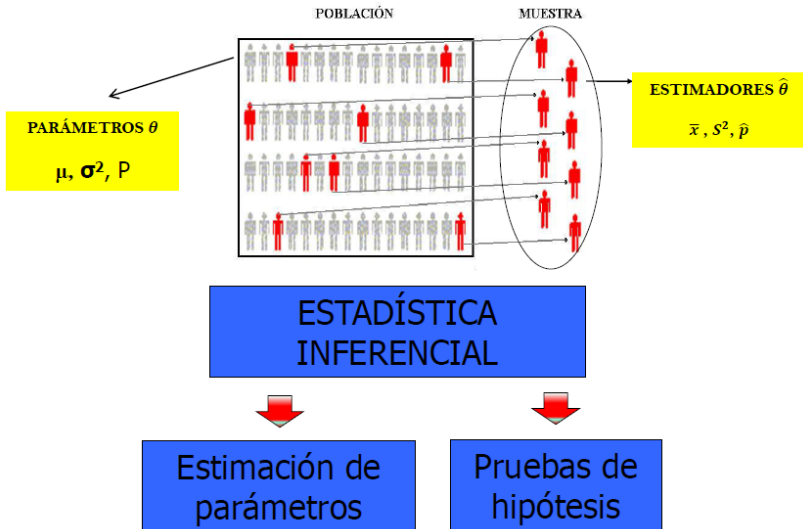 POBLACIÓN
MUESTRA
PARÁMETROS θ
μ, σ², P
ESTIMADORES θ̂
x̄ , S², p̂
ESTADÍSTICA
INFERENCIAL
Estimación de
parámetros
Pruebas de
hipótesis